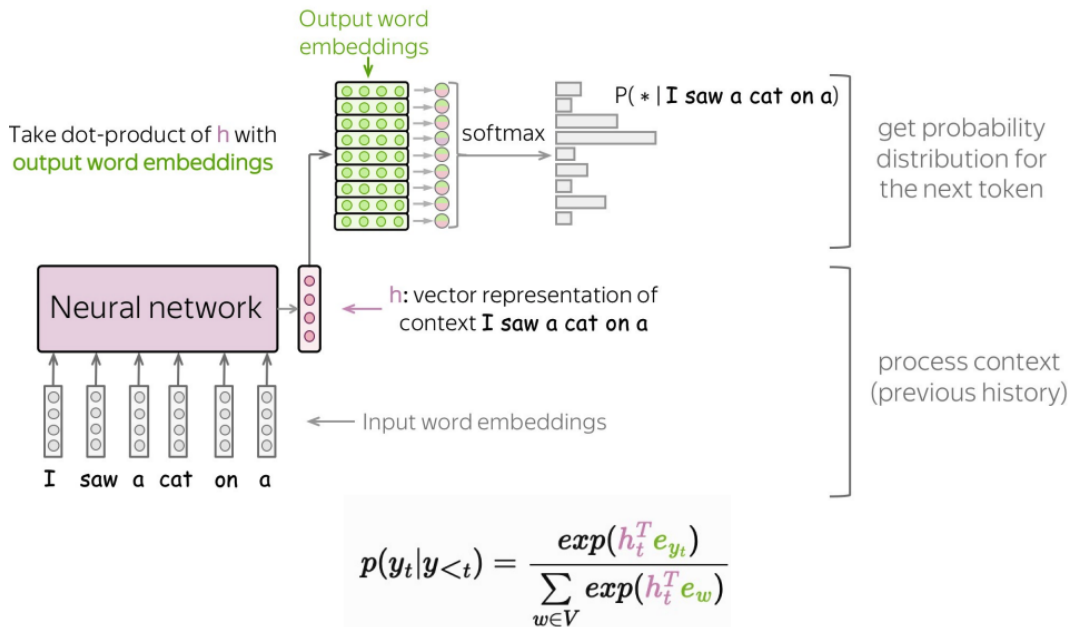 Output word
embeddings
P( * | I saw a cat on a)
Take dot-product of h with
output word embeddings
softmax
get probability
distribution for
the next token
Neural network
h: vector representation of
context I saw a cat on a
process context
(previous history)
Input word embeddings
I saw a cat on a
p(y_t|y_{<t}) = \frac{exp(h_t^T e_{y_t})}{\sum_{w∈V} exp(h_t^T e_w)}